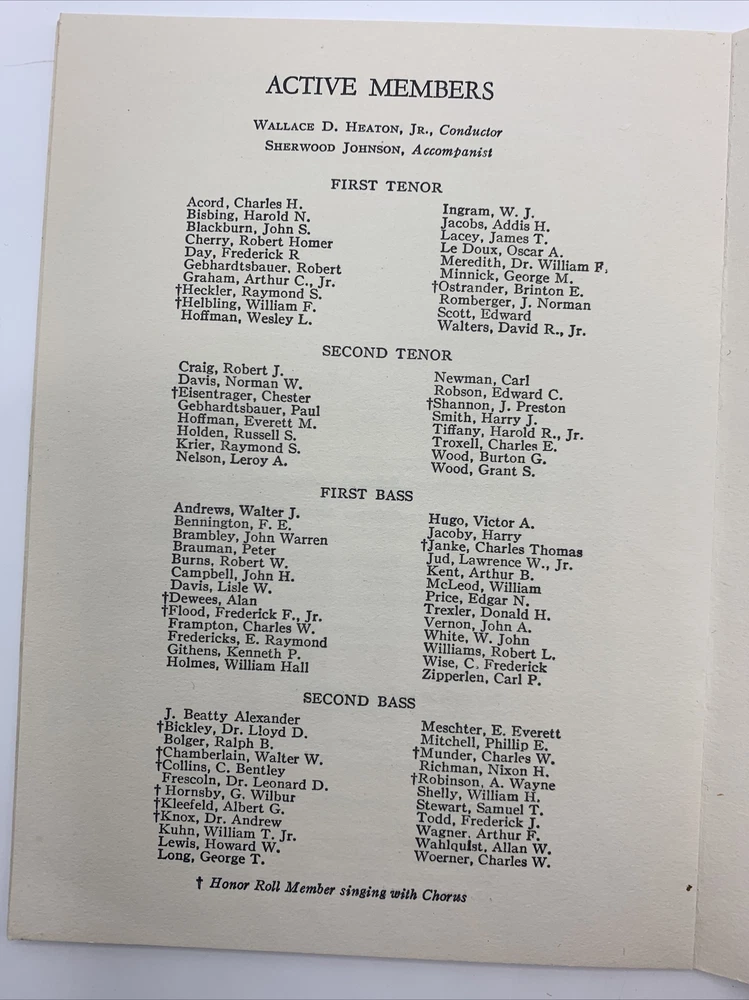 ACTIVE MEMBERS
WALLACE D. HEATON, JR., Conductor
SHERWOOD JOHNSON, Accompanist
FIRST TENOR
Acord, Charles H.
Bisbing, Harold N.
Blackburn, John S.
Cherry, Robert Homer
Day, Frederick R
Gebhardtsbauer, Robert
Graham, Arthur C., Jr.
†Heckler, Raymond S.
†Helbling, William F.
Hoffman, Wesley L.
Ingram, W. J.
Jacobs, Addis H.
Lacey, James T.
Le Doux, Oscar A.
Meredith, Dr. William F.
Minnick, George M.
†Ostrander, Brinton E.
Romberger, J. Norman
Scott, Edward
Walters, David R., Jr.
SECOND TENOR
Craig, Robert J.
Davis, Norman W.
†Eisentrager, Chester
Gebhardtsbauer, Paul
Hoffman, Everett M.
Holden, Russell S.
Krier, Raymond S.
Nelson, Leroy A.
Newman, Carl
Robson, Edward C.
†Shannon, J. Preston
Smith, Harry J.
Tiffany, Harold R., Jr.
Troxell, Charles E.
Wood, Burton G.
Wood, Grant S.
FIRST BASS
Andrews, Walter J.
Bennington, F. E.
Brambley, John Warren
Brauman, Peter
Burns, Robert W.
Campbell, John H.
Davis, Lisle W.
†Dewees, Alan
†Flood, Frederick F., Jr.
Frampton, Charles W.
Fredericks, E. Raymond
Githens, Kenneth P.
Holmes, William Hall
Hugo, Victor A.
Jacoby, Harry
†Janke, Charles Thomas
Jud, Lawrence W., Jr.
Kent, Arthur B.
McLeod, William
Price, Edgar N.
Trexler, Donald H.
Vernon, John A.
White, W. John
Williams, Robert L.
Wise, C. Frederick
Zipperlen, Carl P.
SECOND BASS
J. Beatty Alexander
†Bickley, Dr. Lloyd D.
Bolger, Ralph B.
†Chamberlain, Walter W.
†Collins, C. Bentley
Frescoln, Dr. Leonard D.
† Hornsby, G. Wilbur
†Kleefeld, Albert G.
†Knox, Dr. Andrew
Kuhn, William T. Jr.
Lewis, Howard W.
Long, George T.
Meschter, E. Everett
Mitchell, Phillip E.
†Munder, Charles W.
Richman, Nixon H.
†Robinson, A. Wayne
Shelly, William H.
Stewart, Samuel T.
Todd, Frederick J.
Wagner, Arthur F.
Wahlquist, Allan W.
Woerner, Charles W.
† Honor Roll Member singing with Chorus